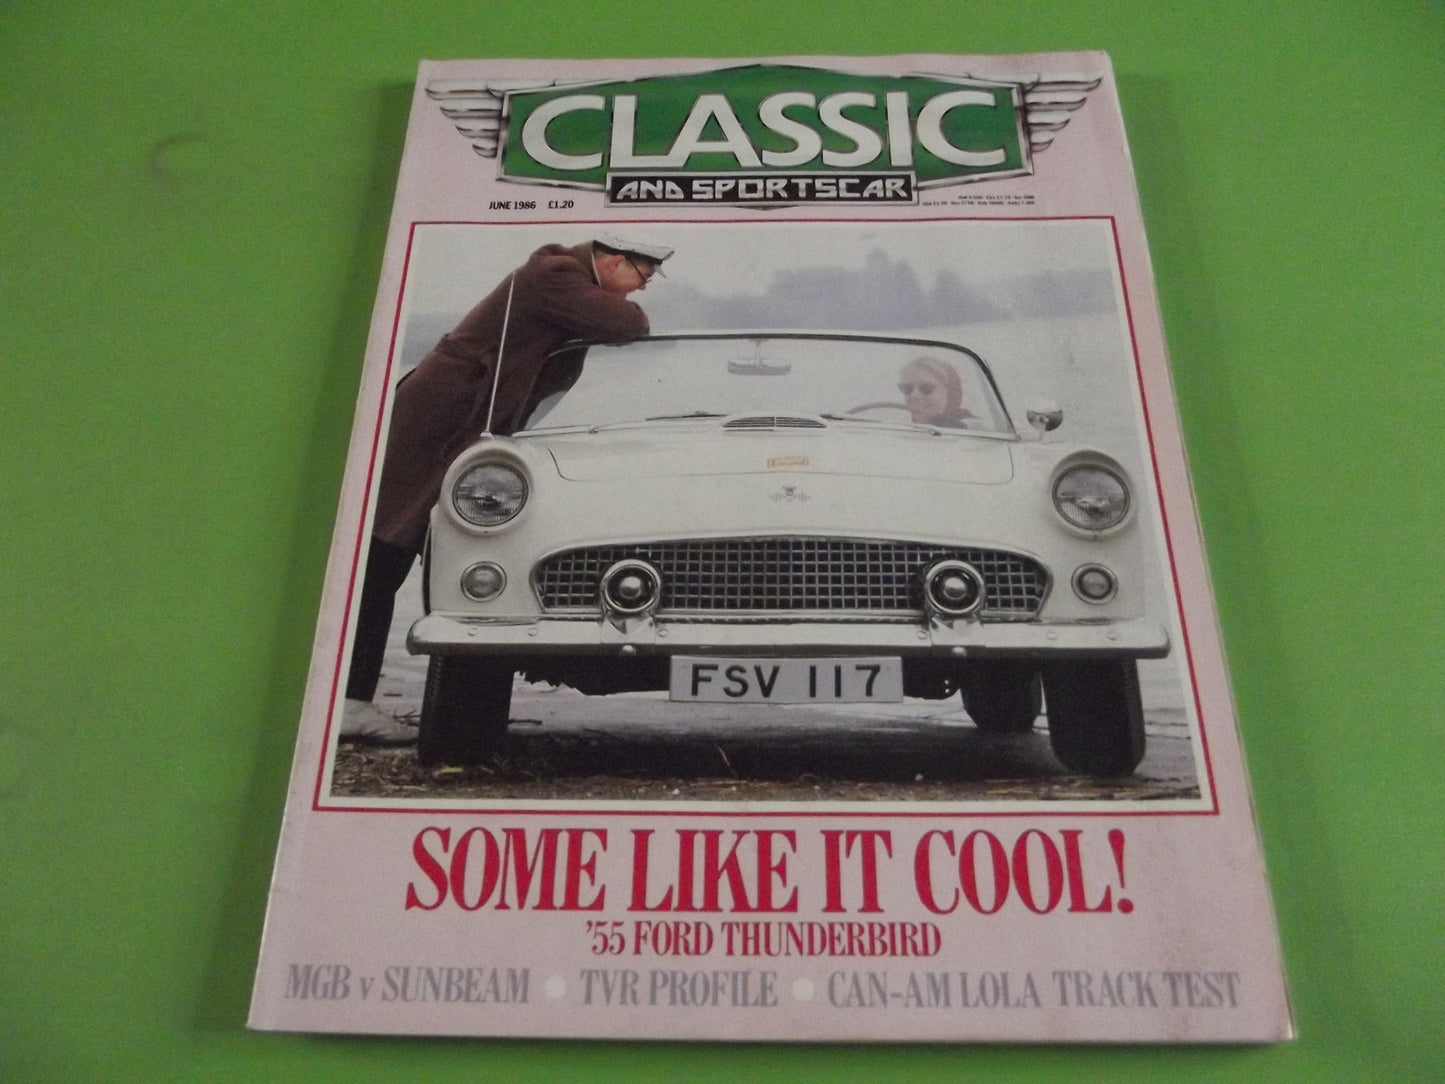 CLASSIC
AND SPORTSCAR
JUNE 1986 £1.20
FSV 117
SOME LIKE IT COOL!
'55 FORD THUNDERBIRD
MGB v SUNBEAM • TVR PROFILE • CAN-AM LOLA TRACK TEST